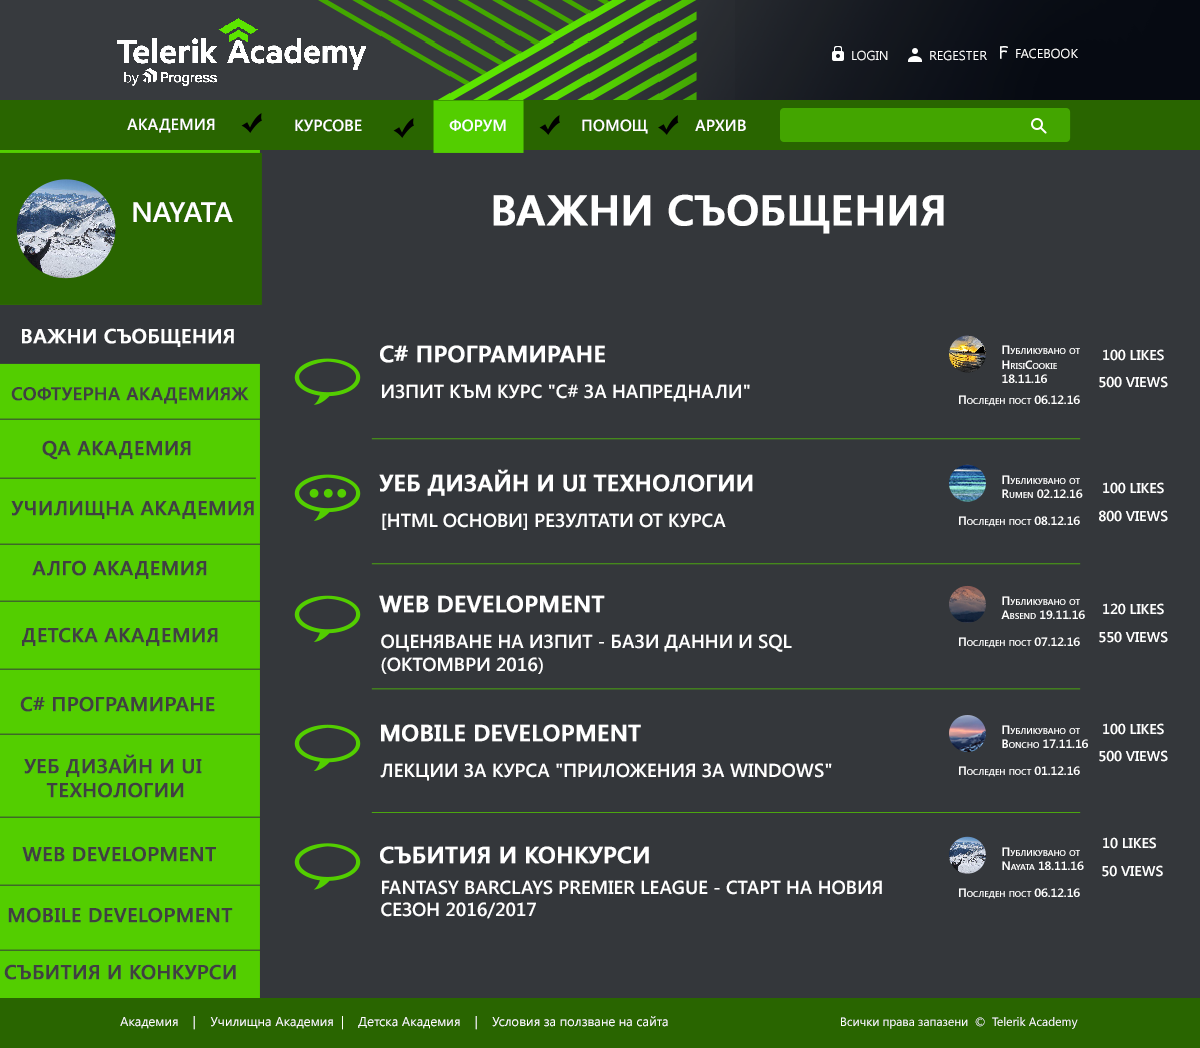 Telerik Academy
by Progress
LOGIN
REGESTER
F FACEBOOK
АКАДЕМИЯ
КУРСОВЕ
ФОРУМ
ПОМОЩ
АРХИВ
NAYATA
ВАЖНИ СЪОБЩЕНИЯ
СОФТУЕРНА АКАДЕМИЯЖ
QA АКАДЕМИЯ
УЧИЛИЩНА АКАДЕМИЯ
АЛГО АКАДЕМИЯ
ДЕТСКА АКАДЕМИЯ
C# ПРОГРАМИРАНЕ
УЕБ ДИЗАЙН И UI
ТЕХНОЛОГИИ
WEB DEVELOPMENT
MOBILE DEVELOPMENT
СЪБИТИЯ И КОНКУРСИ
ВАЖНИ СЪОБЩЕНИЯ
C# ПРОГРАМИРАНЕ
ИЗПИТ КЪМ КУРС "C# ЗА НАПРЕДНАЛИ"
Публикувано от
HrisiCookie
18.11.16
Последен пост 06.12.16
100 LIKES
500 VIEWS
УЕБ ДИЗАЙН И UI ТЕХНОЛОГИИ
[HTML ОСНОВИ] РЕЗУЛТАТИ ОТ КУРСА
Публикувано от
Rumen 02.12.16
Последен пост 08.12.16
100 LIKES
800 VIEWS
WEB DEVELOPMENT
ОЦЕНЯВАНЕ НА ИЗПИТ - БАЗИ ДАННИ И SQL
(ОКТОМВРИ 2016)
Публикувано от
Absend 19.11.16
Последен пост 07.12.16
120 LIKES
550 VIEWS
MOBILE DEVELOPMENT
ЛЕКЦИИ ЗА КУРСА "ПРИЛОЖЕНИЯ ЗА WINDOWS"
Публикувано от
Boncho 17.11.16
Последен пост 01.12.16
100 LIKES
500 VIEWS
СЪБИТИЯ И КОНКУРСИ
FANTASY BARCLAYS PREMIER LEAGUE - СТАРТ НА НОВИЯ
СЕЗОН 2016/2017
Публикувано от
Nayata 18.11.16
Последен пост 06.12.16
10 LIKES
50 VIEWS
Академия | Училищна Академия | Детска Академия | Условия за ползване на сайта
Всички права запазени © Telerik Academy